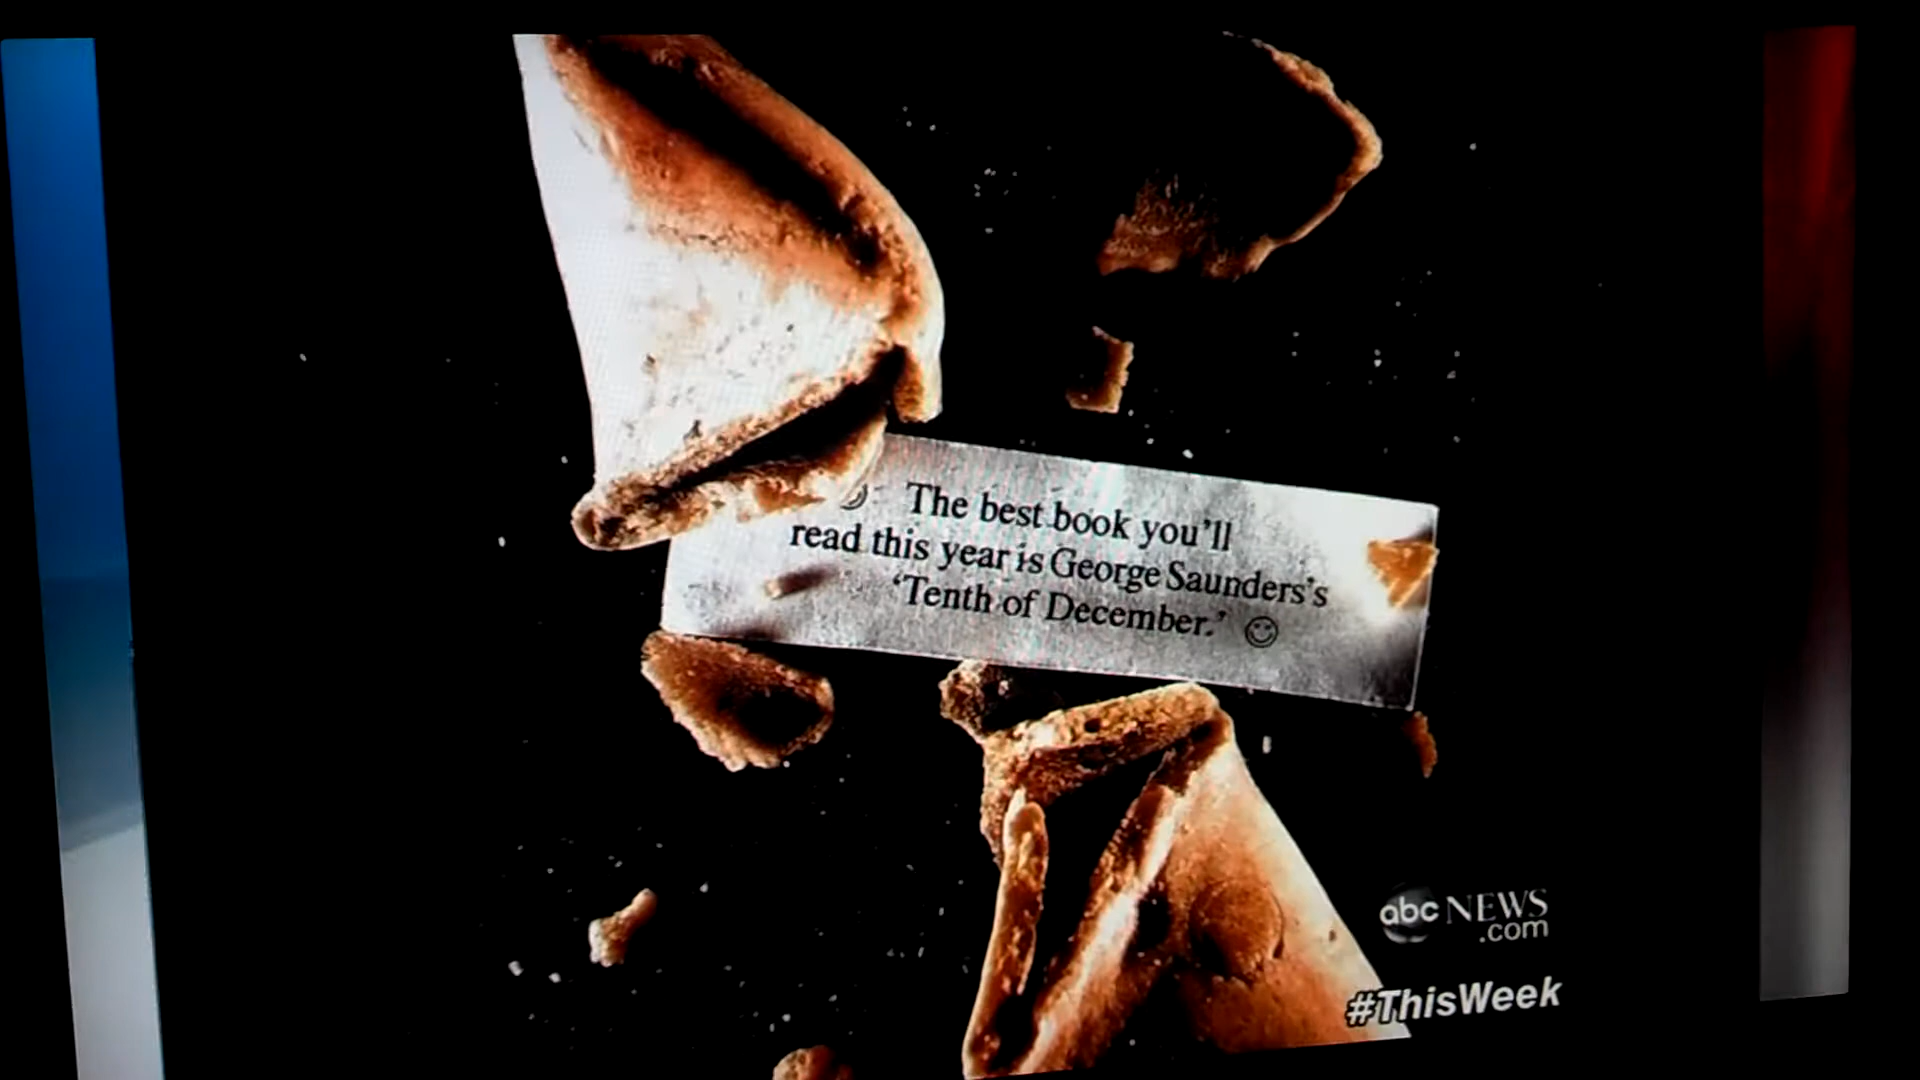 The best book you'll
read this year is George Saunders's
'Tenth of December.' ☺
abc NEWS
.com
#ThisWeek